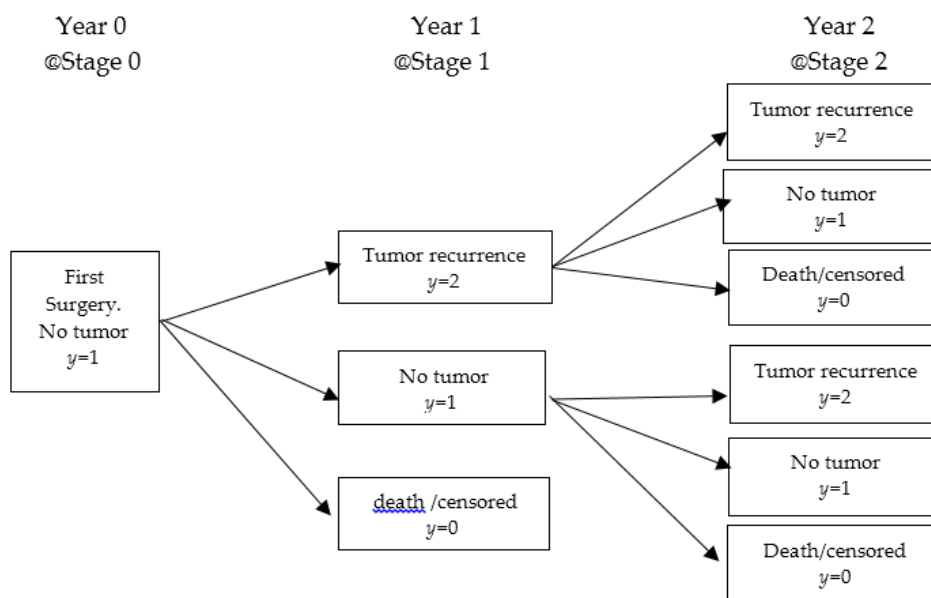 Year 0
@Stage 0
Year 1
@Stage 1
Year 2
@Stage 2
First
Surgery.
No tumor
y=1
Tumor recurrence
y=2
No tumor
y=1
death /censored
y=0
Tumor recurrence
y=2
No tumor
y=1
Death/censored
y=0
Tumor recurrence
y=2
No tumor
y=1
Death/censored
y=0